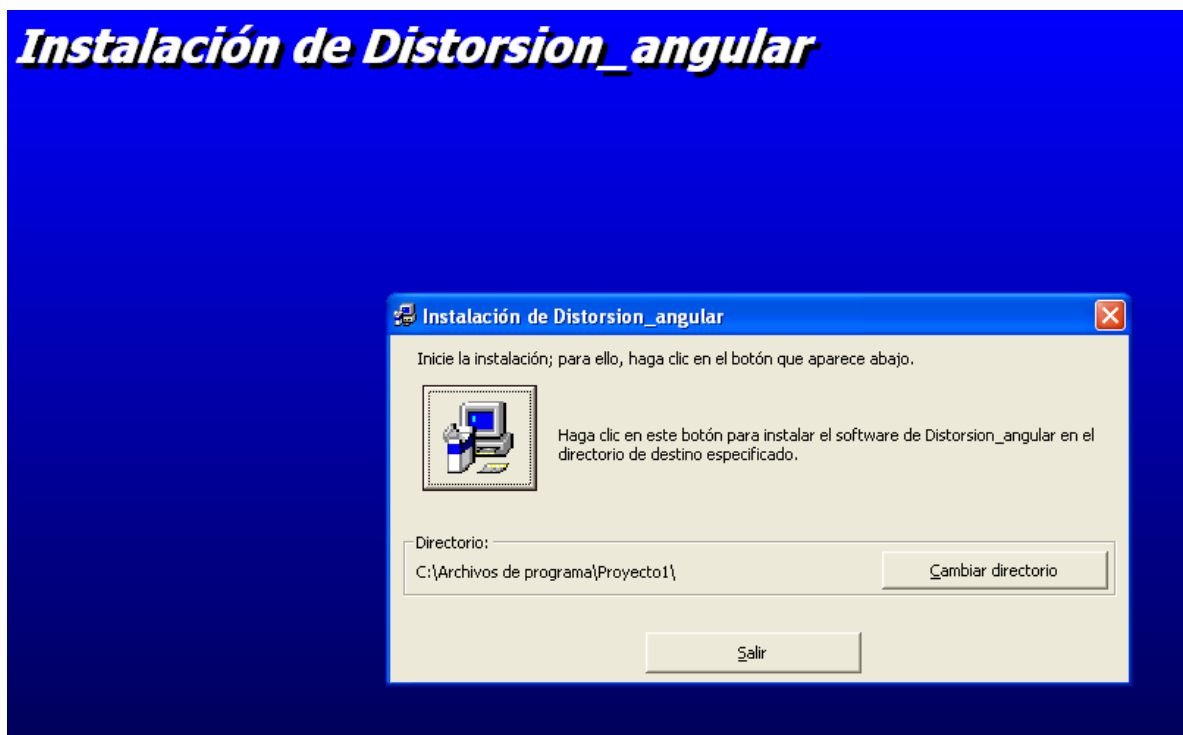 Instalación de Distorsion_angular
Instalación de Distorsion_angular
Inicie la instalación; para ello, haga clic en el botón que aparece abajo.
Haga clic en este botón para instalar el software de Distorsion_angular en el
directorio de destino especificado.
Directorio:
C:\Archivos de programa\Proyecto1\
Cambiar directorio
Salir